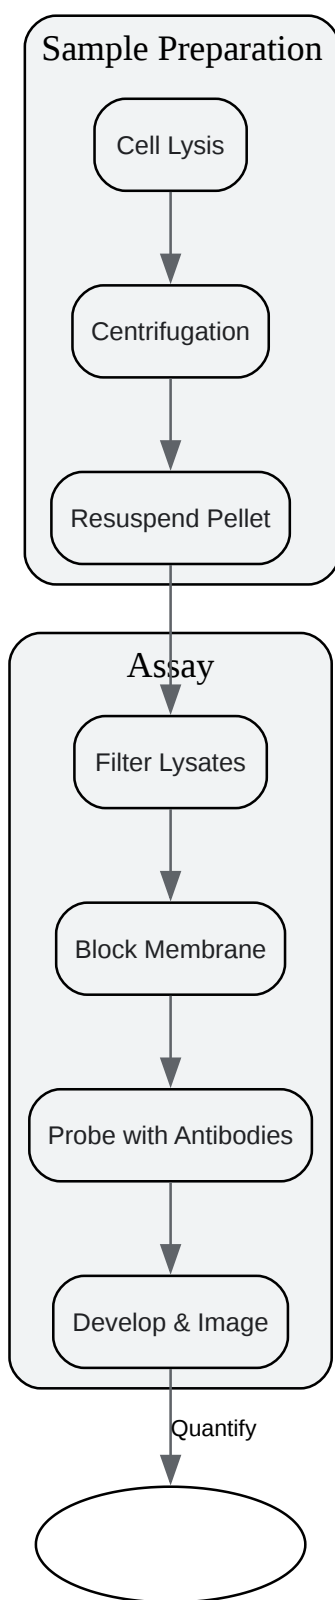 Sample Preparation
Cell Lysis
Centrifugation
Resuspend Pellet
Assay
Filter Lysates
Block Membrane
Probe with Antibodies
Develop & Image
Quantify